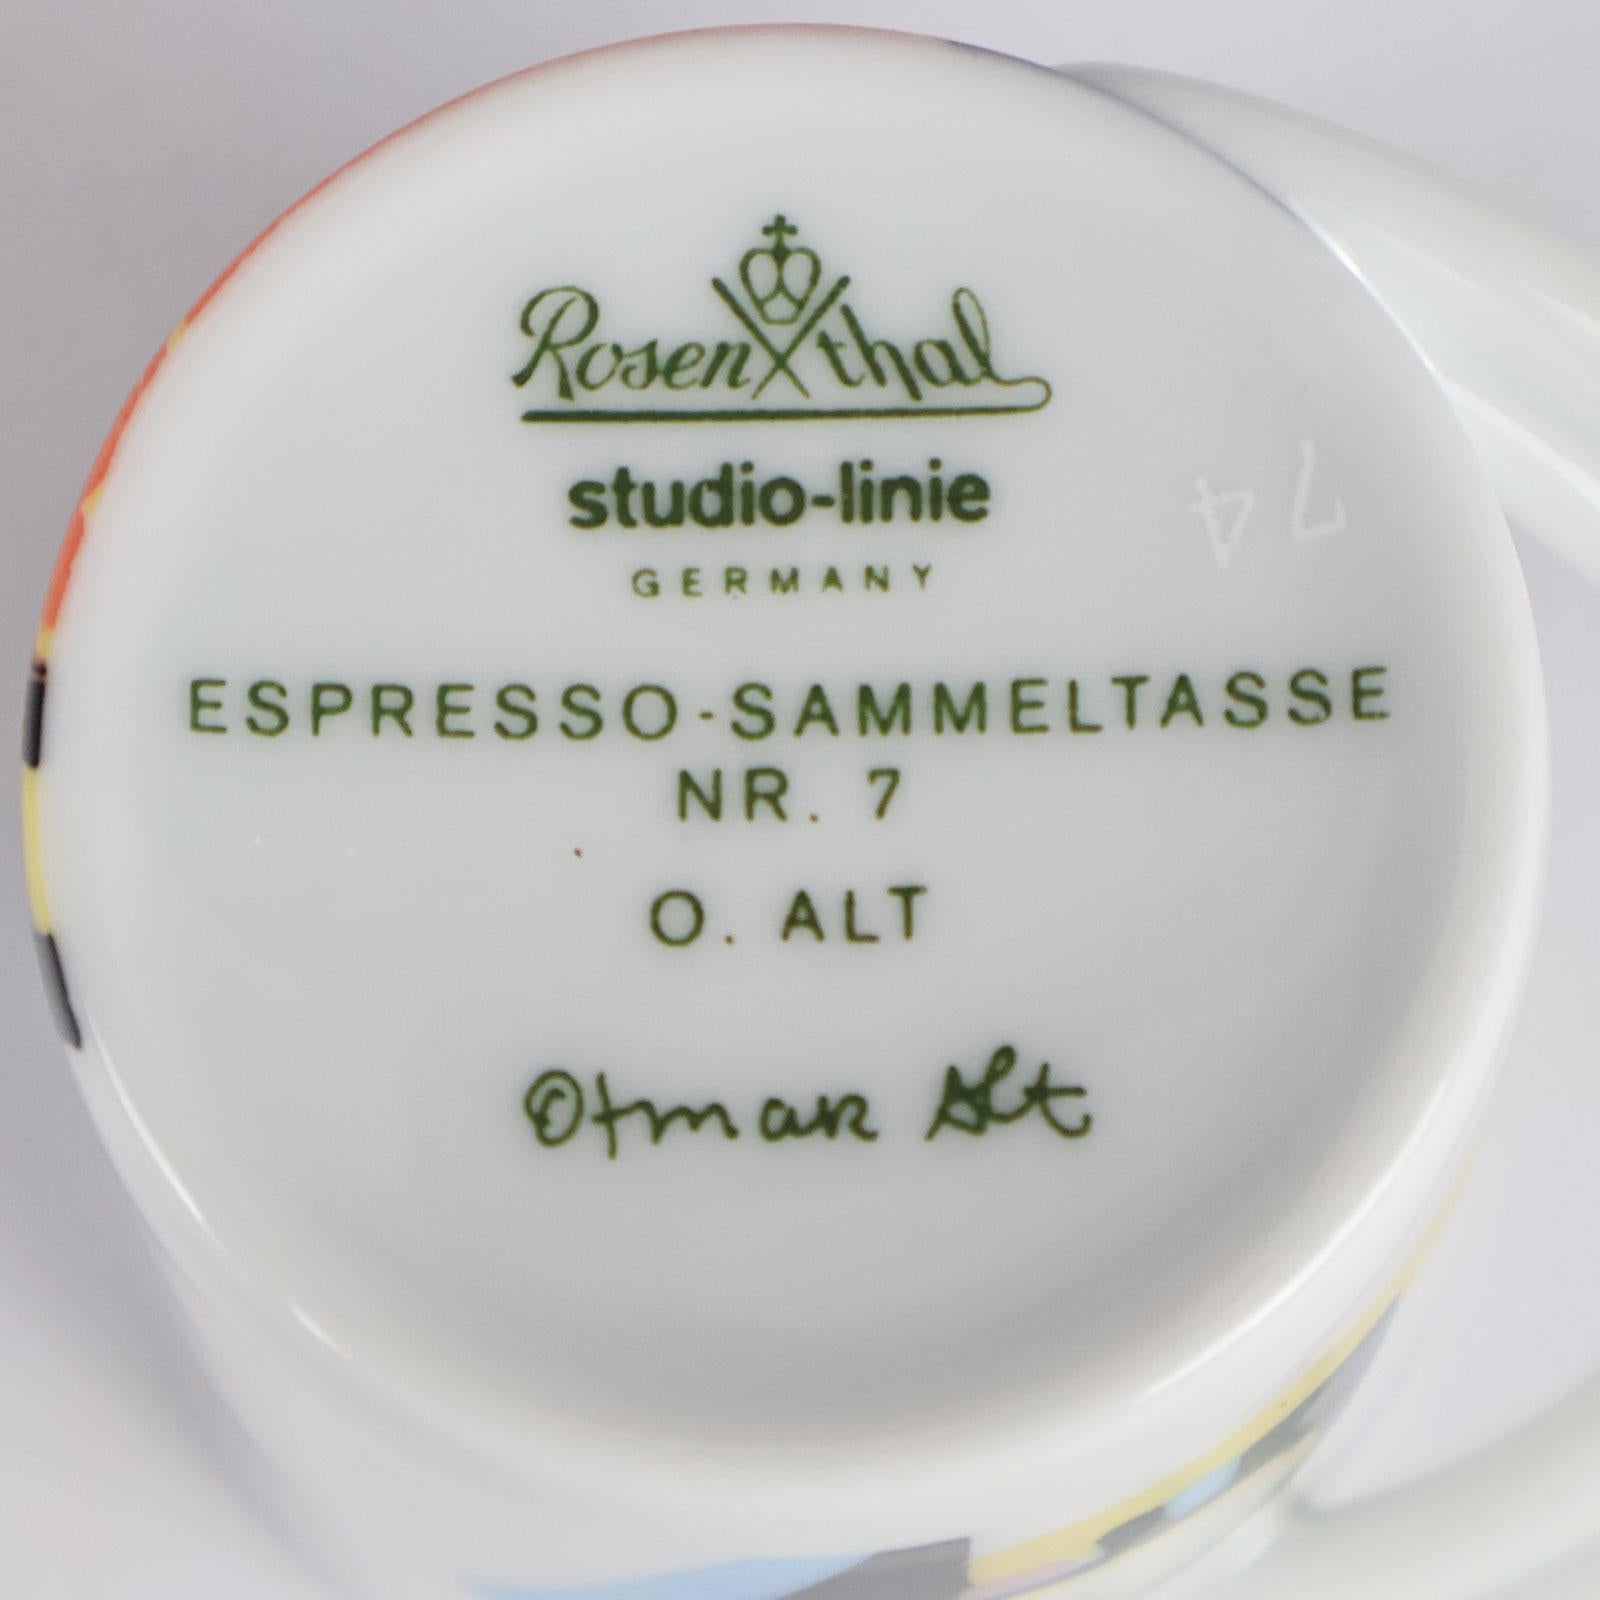 Rosenthal
studio-linie
GERMANY
74
ESPRESSO-SAMMELTASSE
NR. 7
O. ALT
Otmar Alt